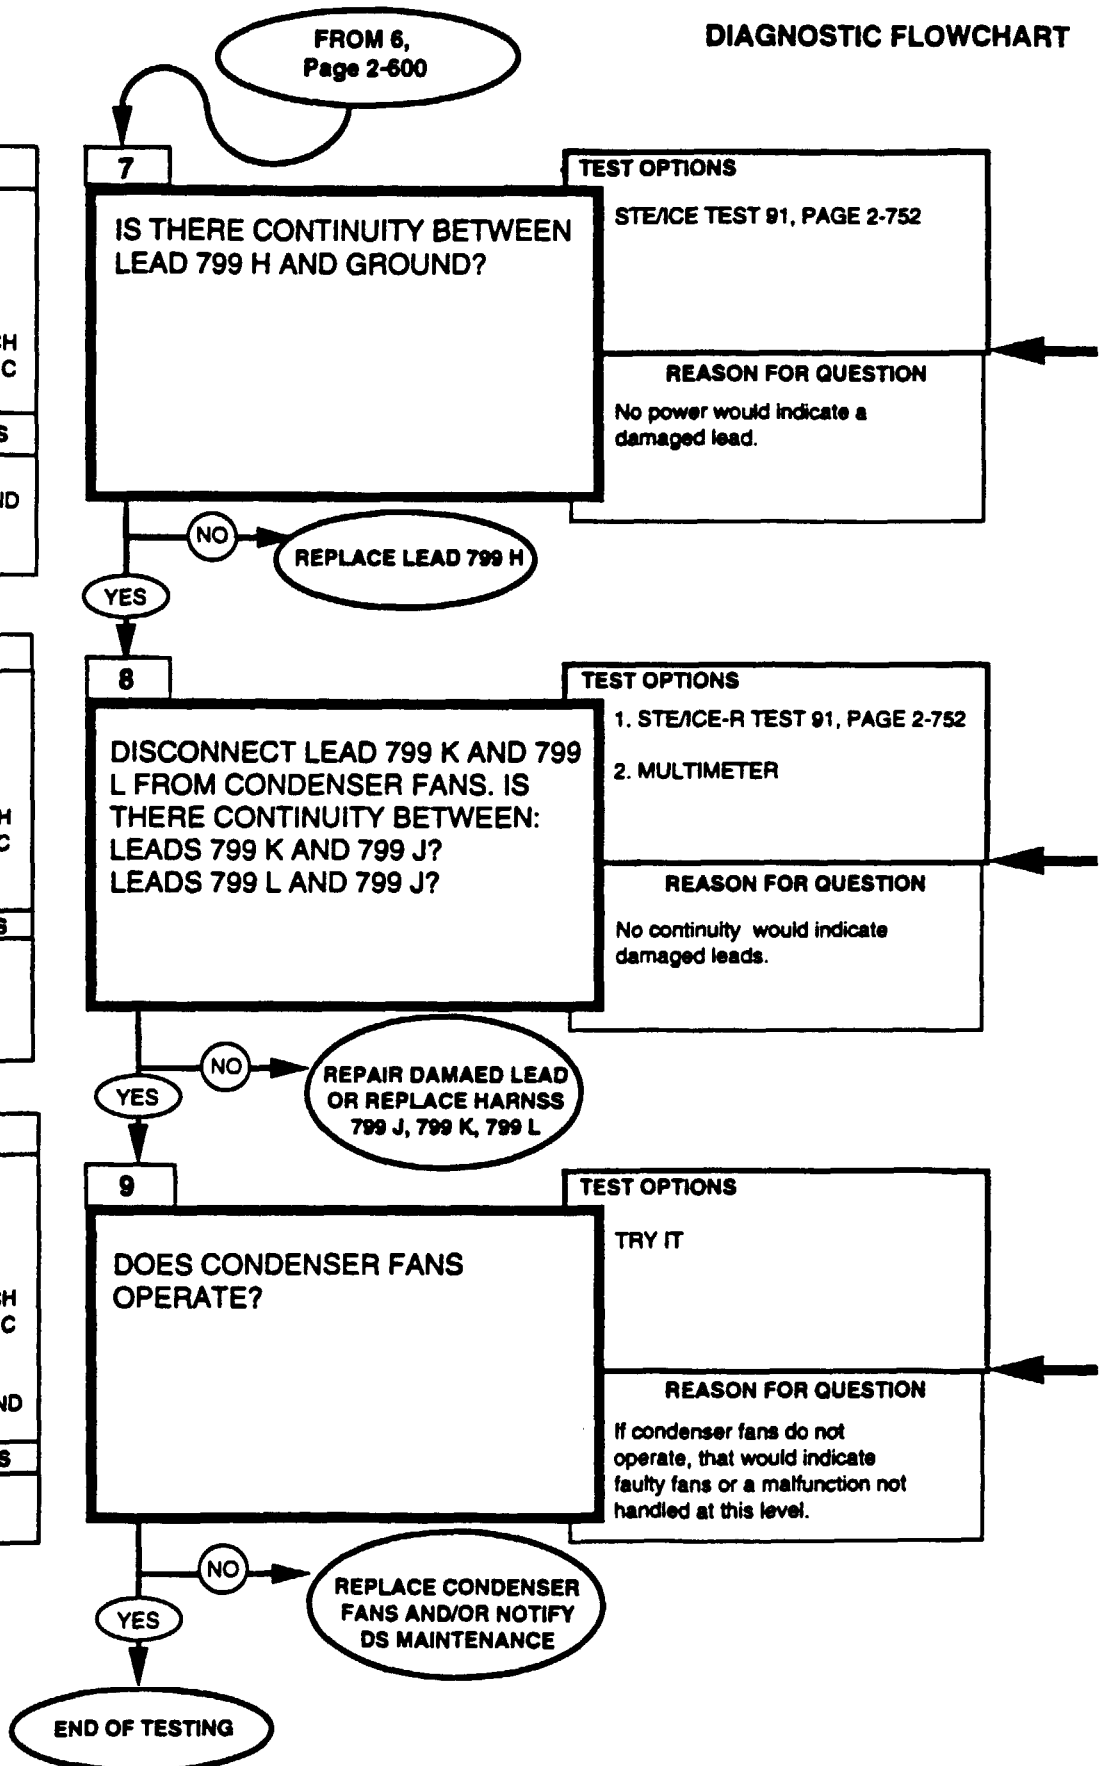 DIAGNOSTIC FLOWCHART
FROM 6,
Page 2-600
7
IS THERE CONTINUITY BETWEEN
LEAD 799 H AND GROUND?
TEST OPTIONS
STE/ICE TEST 91, PAGE 2-752
REASON FOR QUESTION
No power would indicate a
damaged lead.
NO
REPLACE LEAD 799 H
YES
8
DISCONNECT LEAD 799 K AND 799
L FROM CONDENSER FANS. IS
THERE CONTINUITY BETWEEN:
LEADS 799 K AND 799 J?
LEADS 799 L AND 799 J?
TEST OPTIONS
1. STE/ICE-R TEST 91, PAGE 2-752
2. MULTIMETER
REASON FOR QUESTION
No continuity would indicate
damaged leads.
NO
REPAIR DAMAED LEAD
OR REPLACE HARNSS
799 J, 799 K, 799 L
YES
9
DOES CONDENSER FANS
OPERATE?
TEST OPTIONS
TRY IT
REASON FOR QUESTION
If condenser fans do not
operate, that would indicate
faulty fans or a malfunction not
handled at this level.
NO
REPLACE CONDENSER
FANS AND/OR NOTIFY
DS MAINTENANCE
YES
END OF TESTING